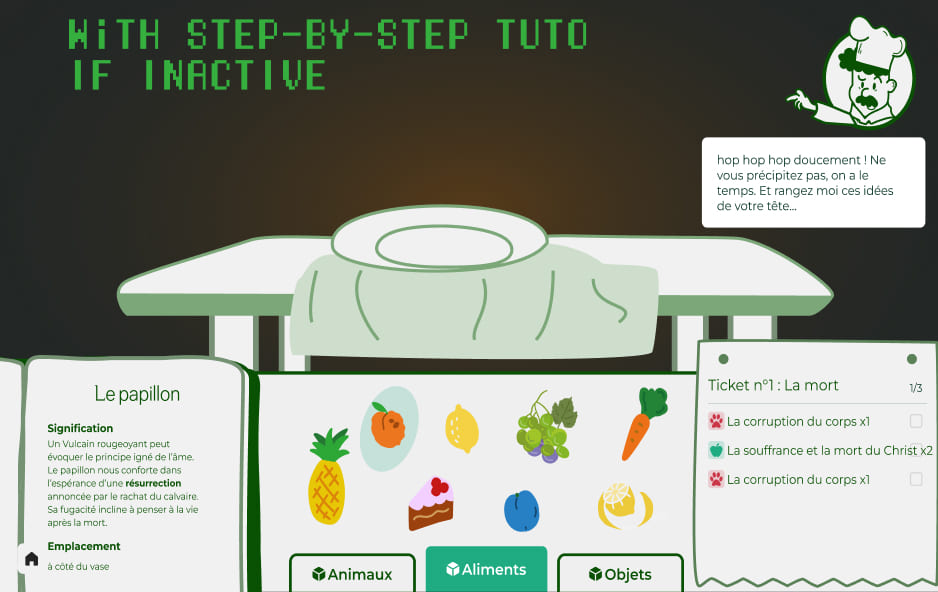 WiTH STEP-BY-STEP TUTO
IF INACTIVE
hop hop hop doucement ! Ne
vous précipitez pas, on a le
temps. Et rangez moi ces idées
de votre tête...
Le papillon
Signification
Un Vulcain rougeoyant peut
évoquer le principe igné de l'âme.
Le papillon nous conforte dans
l'espérance d'une résurrection
annoncée par le rachat du calvaire.
Sa fugacité incline à penser à la vie
après la mort.
Emplacement
à côté du vase
Animaux
Aliments
Objets
Ticket n°1 : La mort
1/3
La corruption du corps x1
La souffrance et la mort du Christ x2
La corruption du corps x1